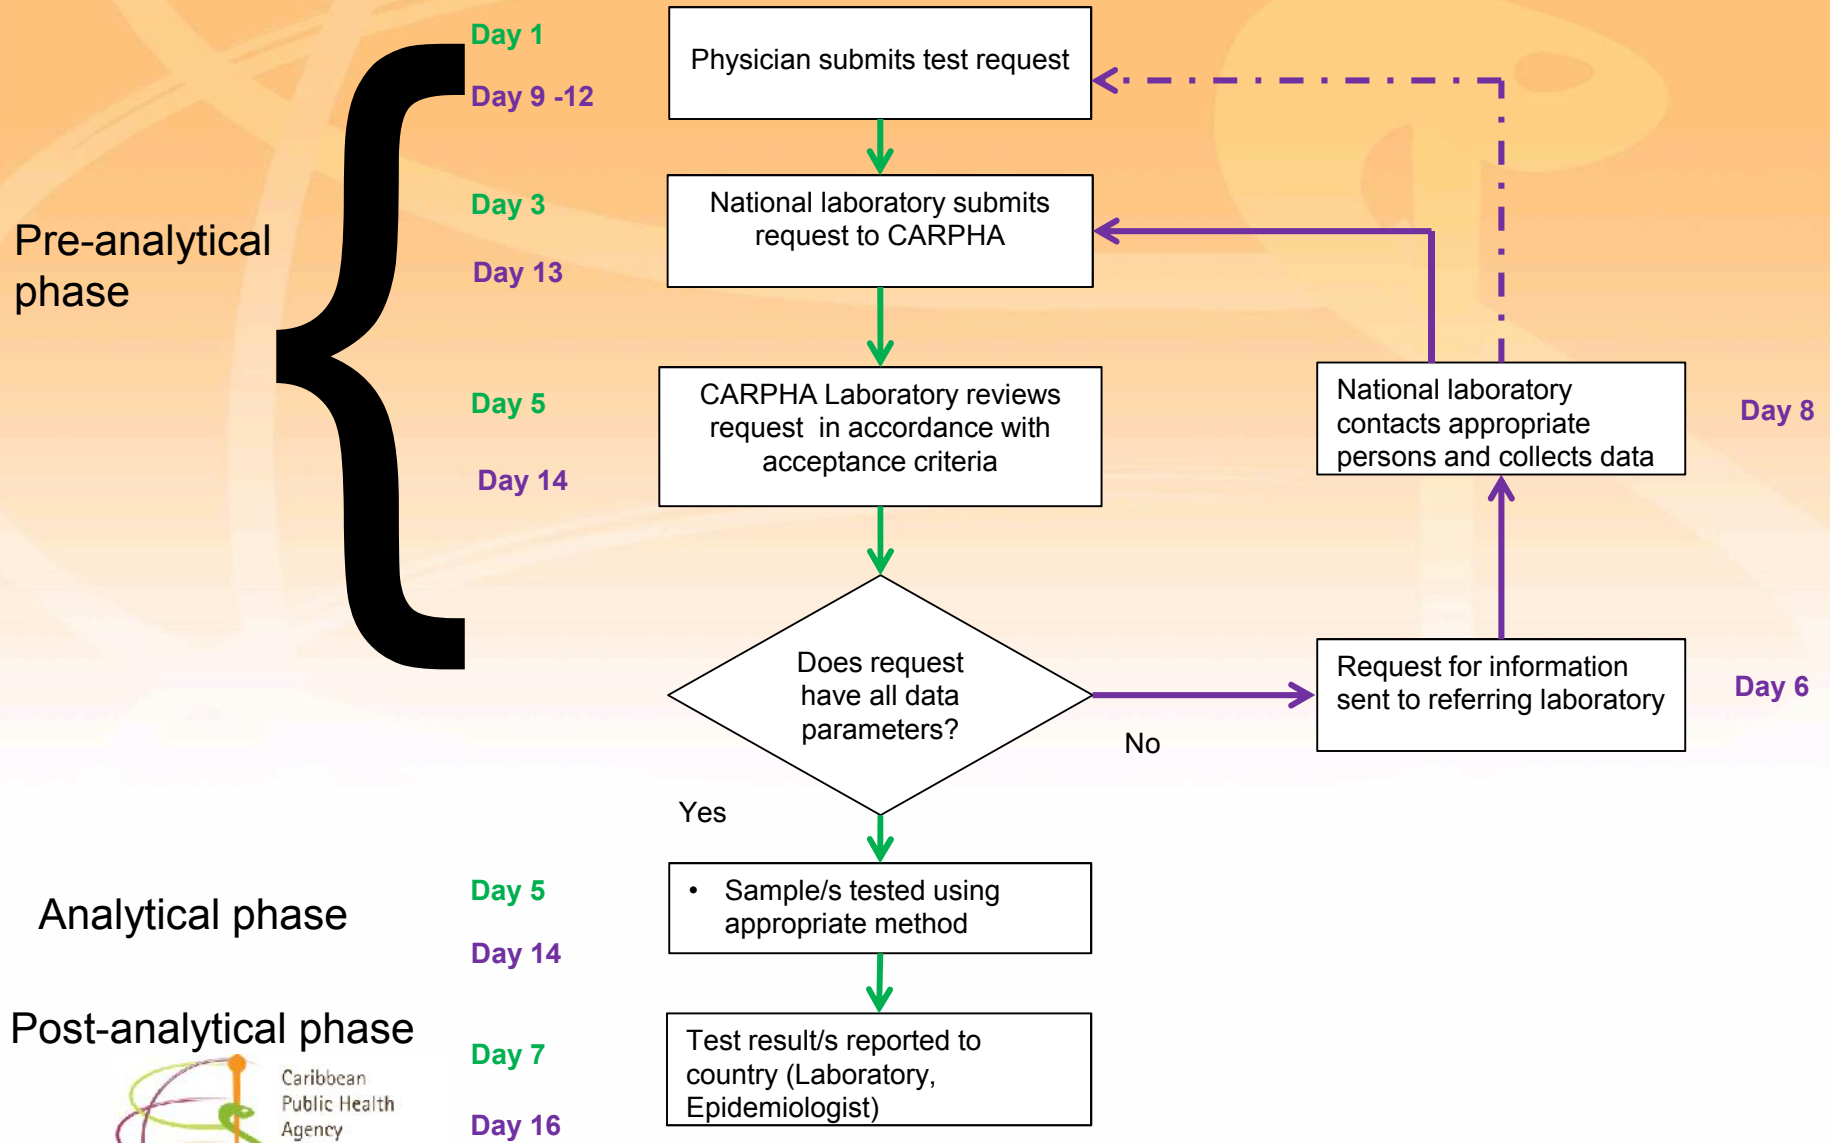 Day 1
Physician submits test request
Day 9 -12
Day 3
National laboratory submits
request to CARPHA
Day 13
Pre-analytical
phase
Day 5
CARPHA Laboratory reviews
request in accordance with
acceptance criteria
Day 14
National laboratory
contacts appropriate
persons and collects data
Day 8
Does request
have all data
parameters?
No
Request for information
sent to referring laboratory
Day 6
Yes
Analytical phase
Day 5
• Sample/s tested using
appropriate method
Day 14
Post-analytical phase
Day 7
Test result/s reported to
country (Laboratory,
Epidemiologist)
Day 16
Caribbean
Public Health
Agency